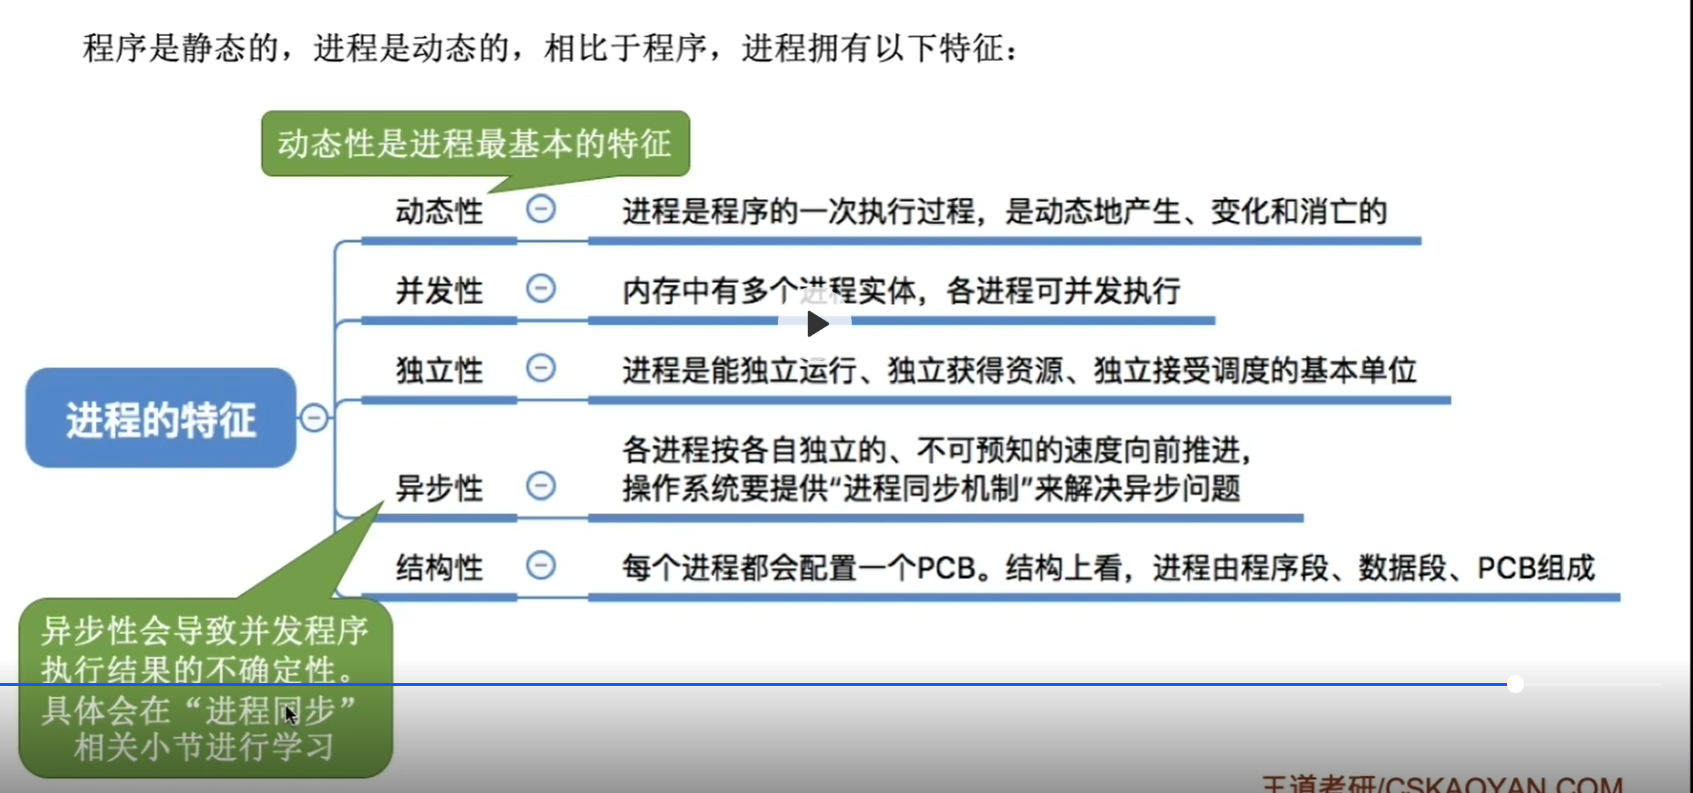 程序是静态的，进程是动态的，相比于程序，进程拥有以下特征：
动态性是进程最基本的特征
动态性
进程是程序的一次执行过程，是动态地产生、变化和消亡的
并发性
内存中有多个进程实体，各进程可并发执行
独立性
进程是能独立运行、独立获得资源、独立接受调度的基本单位
进程的特征
异步性
各进程按各自独立的、不可预知的速度向前推进，
操作系统要提供“进程同步机制”来解决异步问题
结构性
每个进程都会配置一个PCB。结构上看，进程由程序段、数据段、PCB组成
异步性会导致并发程序
执行结果的不确定性。
具体会在“进程同步”
相关小节进行学习
王道考研/CSKAOYAN.COM